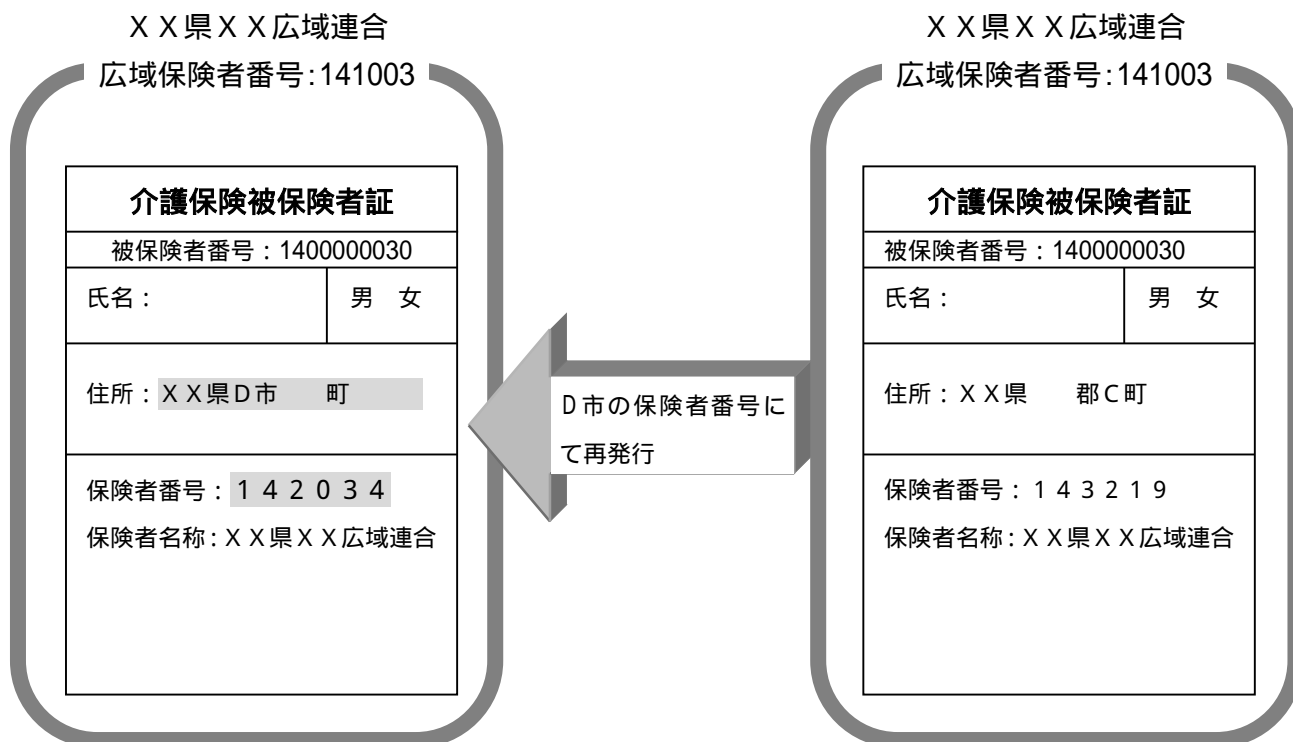 ＸＸ県ＸＸ広域連合
広域保険者番号：141003
介護保険被保険者証
被保険者番号：1400000030
氏名：
男　女
住所：ＸＸ県Ｄ市　　町
保険者番号：１４２０３４
保険者名称：ＸＸ県ＸＸ広域連合
Ｄ市の保険者番号に
て再発行
ＸＸ県ＸＸ広域連合
広域保険者番号：141003
介護保険被保険者証
被保険者番号：1400000030
氏名：
男　女
住所：ＸＸ県　　郡Ｃ町
保険者番号：１４３２１９
保険者名称：ＸＸ県ＸＸ広域連合